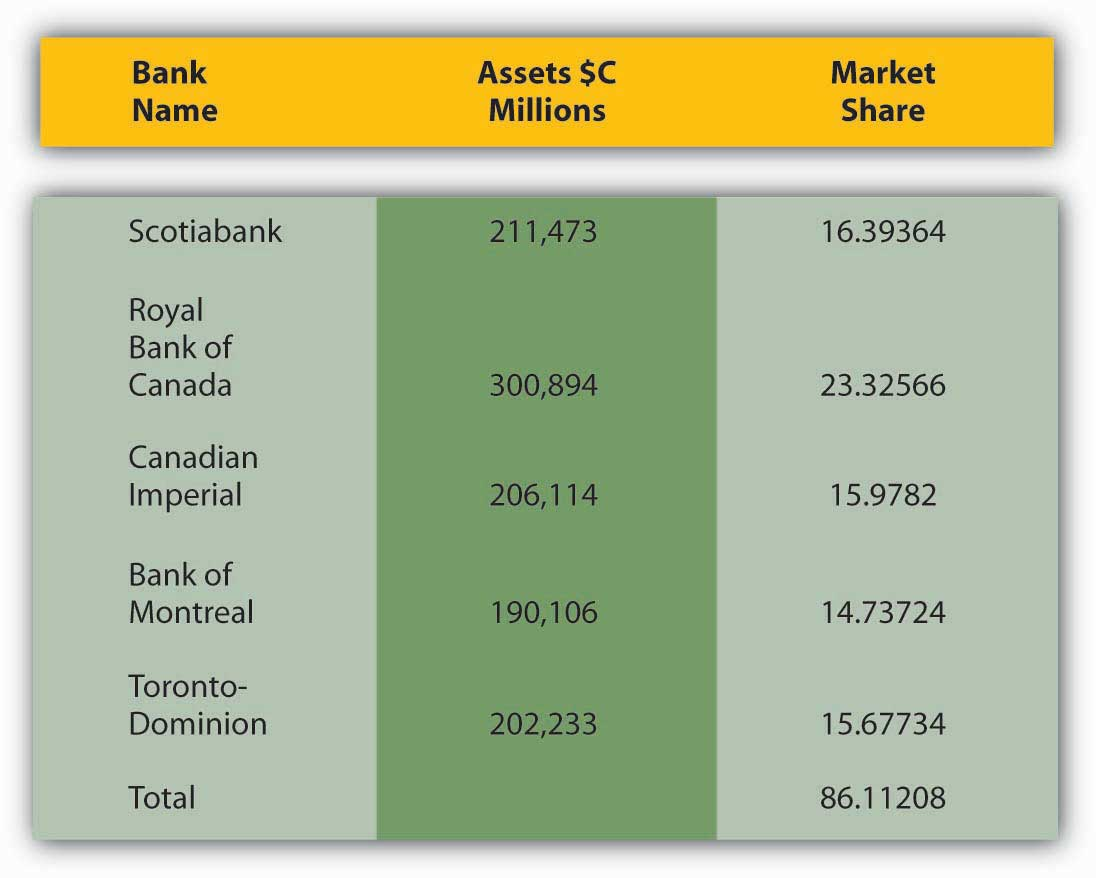 Bank Name Assets $C Millions Market Share
Scotiabank 211,473 16.39364
Royal
Bank of
Canada 300,894 23.32566
Canadian
Imperial 206,114 15.9782
Bank of
Montreal 190,106 14.73724
Toronto-
Dominion 202,233 15.67734
Total 86.11208